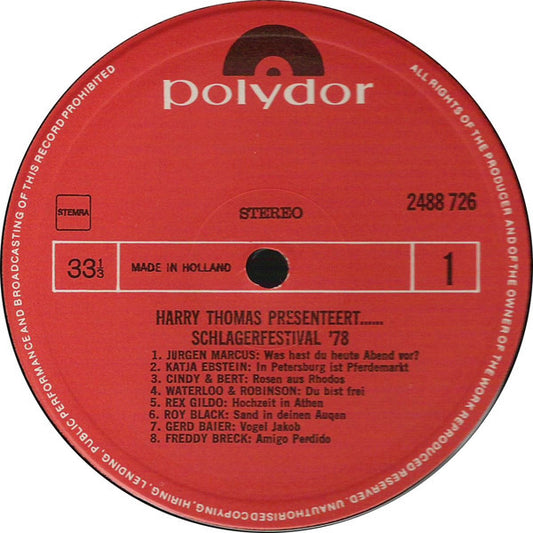 polydor
STEMRA
STEREO
2488 726
33 1/3
MADE IN HOLLAND
1
HARRY THOMAS PRESENTEERT......
SCHLAGERFESTIVAL '78
1. JÜRGEN MARCUS: Was hast du heute Abend vor?
2. KATJA EBSTEIN: In Petersburg ist Pferdemarkt
3. CINDY & BERT: Rosen aus Rhodos
4. WATERLOO & ROBINSON: Du bist frei
5. REX GILDO: Hochzeit in Athen
6. ROY BLACK: Sand in deinen Augen
7. GERD BAIER: Vogel Jakob
8. FREDDY BRECK: Amigo Perdido
ALL RIGHTS OF THE PRODUCER AND OF THE OWNER OF THE WORK REPRODUCED RESERVED. UNAUTHORISED COPYING, HIRING, LENDING, PUBLIC PERFORMANCE AND BROADCASTING OF THIS RECORD PROHIBITED